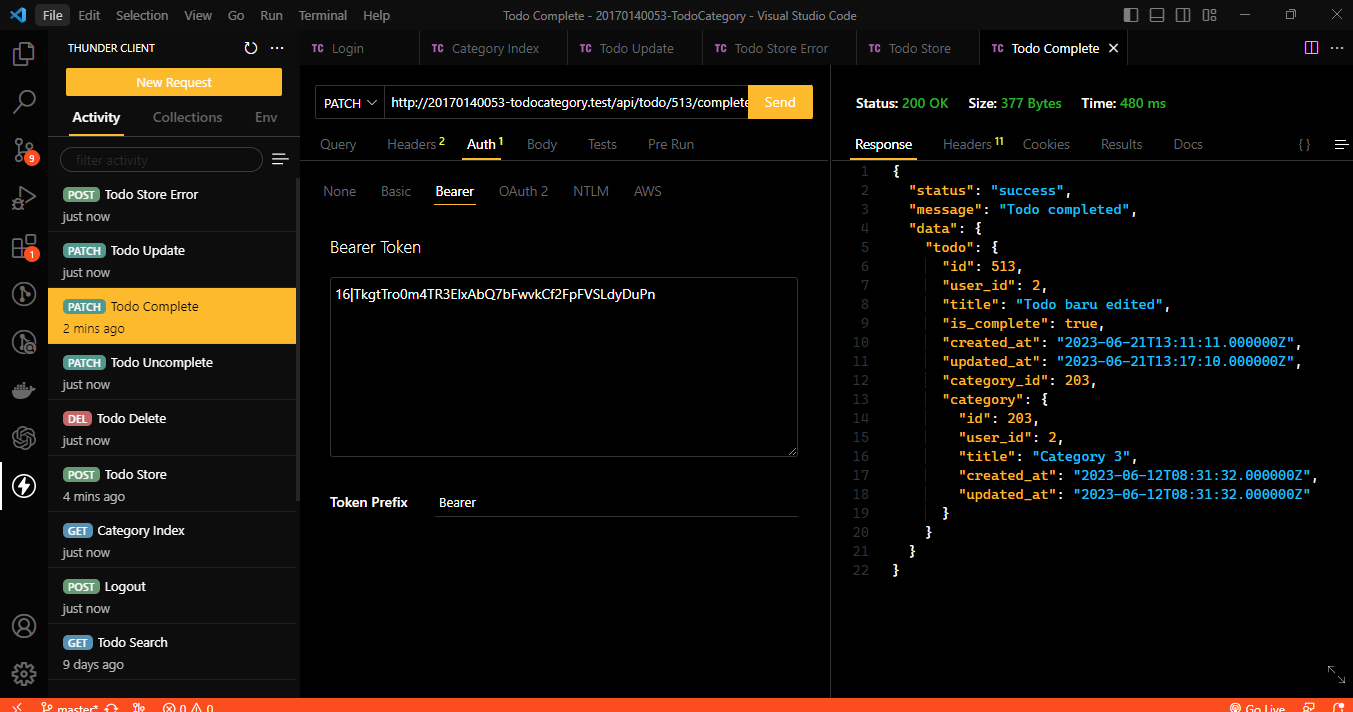 File Edit Selection View Go Run Terminal Help
Todo Complete - 20170140053-TodoCategory - Visual Studio Code
THUNDER CLIENT
New Request
Activity Collections Env
filter activity
POST Todo Store Error
just now
PATCH Todo Update
just now
PATCH Todo Complete
2 mins ago
PATCH Todo Uncomplete
just now
DEL Todo Delete
just now
POST Todo Store
4 mins ago
GET Category Index
just now
POST Logout
just now
GET Todo Search
9 days ago
9
1
TC Login
TC Category Index
TC Todo Update
TC Todo Store Error
TC Todo Store
TC Todo Complete
PATCH
http://20170140053-todocategory.test/api/todo/513/complete
Send
Query Headers 2 Auth 1 Body Tests Pre Run
None Basic Bearer OAuth 2 NTLM AWS
Bearer Token
16|TkgtTro0m4TR3ElxAbQ7bFwvkCf2FpFVSLdyDuPn
Token Prefix Bearer
Status: 200 OK Size: 377 Bytes Time: 480 ms
Response Headers 11 Cookies Results Docs { }
1 {
2 "status": "success",
3 "message": "Todo completed",
4 "data": {
5 "todo": {
6 "id": 513,
7 "user_id": 2,
8 "title": "Todo baru edited",
9 "is_complete": true,
10 "created_at": "2023-06-21T13:11:11.000000Z",
11 "updated_at": "2023-06-21T13:17:10.000000Z",
12 "category_id": 203,
13 "category": {
14 "id": 203,
15 "user_id": 2,
16 "title": "Category 3",
17 "created_at": "2023-06-12T08:31:32.000000Z",
18 "updated_at": "2023-06-12T08:31:32.000000Z"
19 }
20 }
21 }
22 }
master* 0 0 Go Live